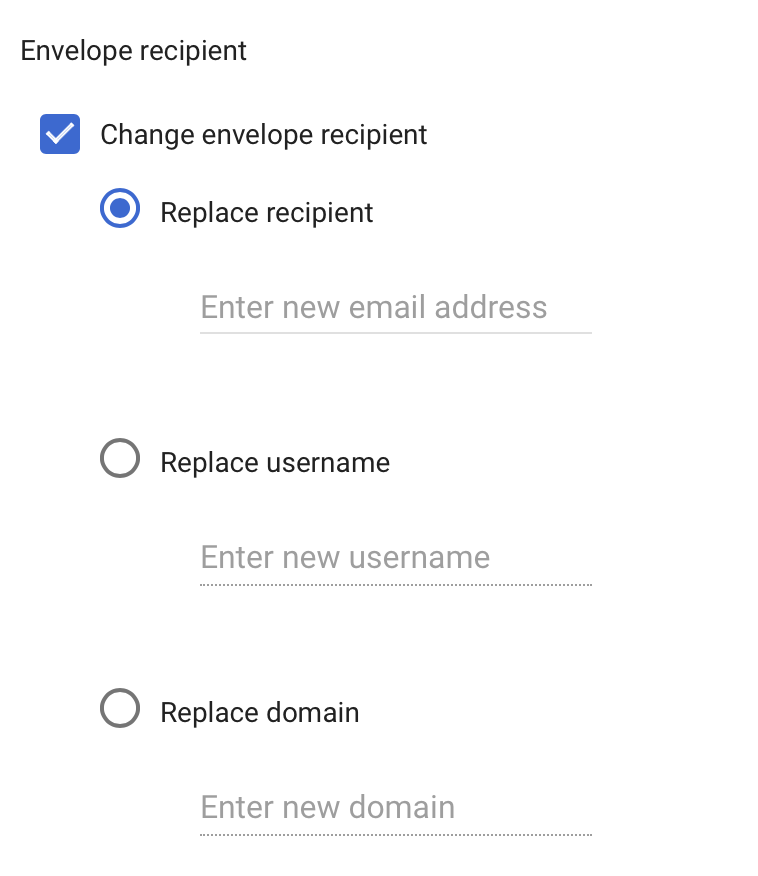 Envelope recipient
Change envelope recipient
Replace recipient
Enter new email address
Replace username
Enter new username
Replace domain
Enter new domain